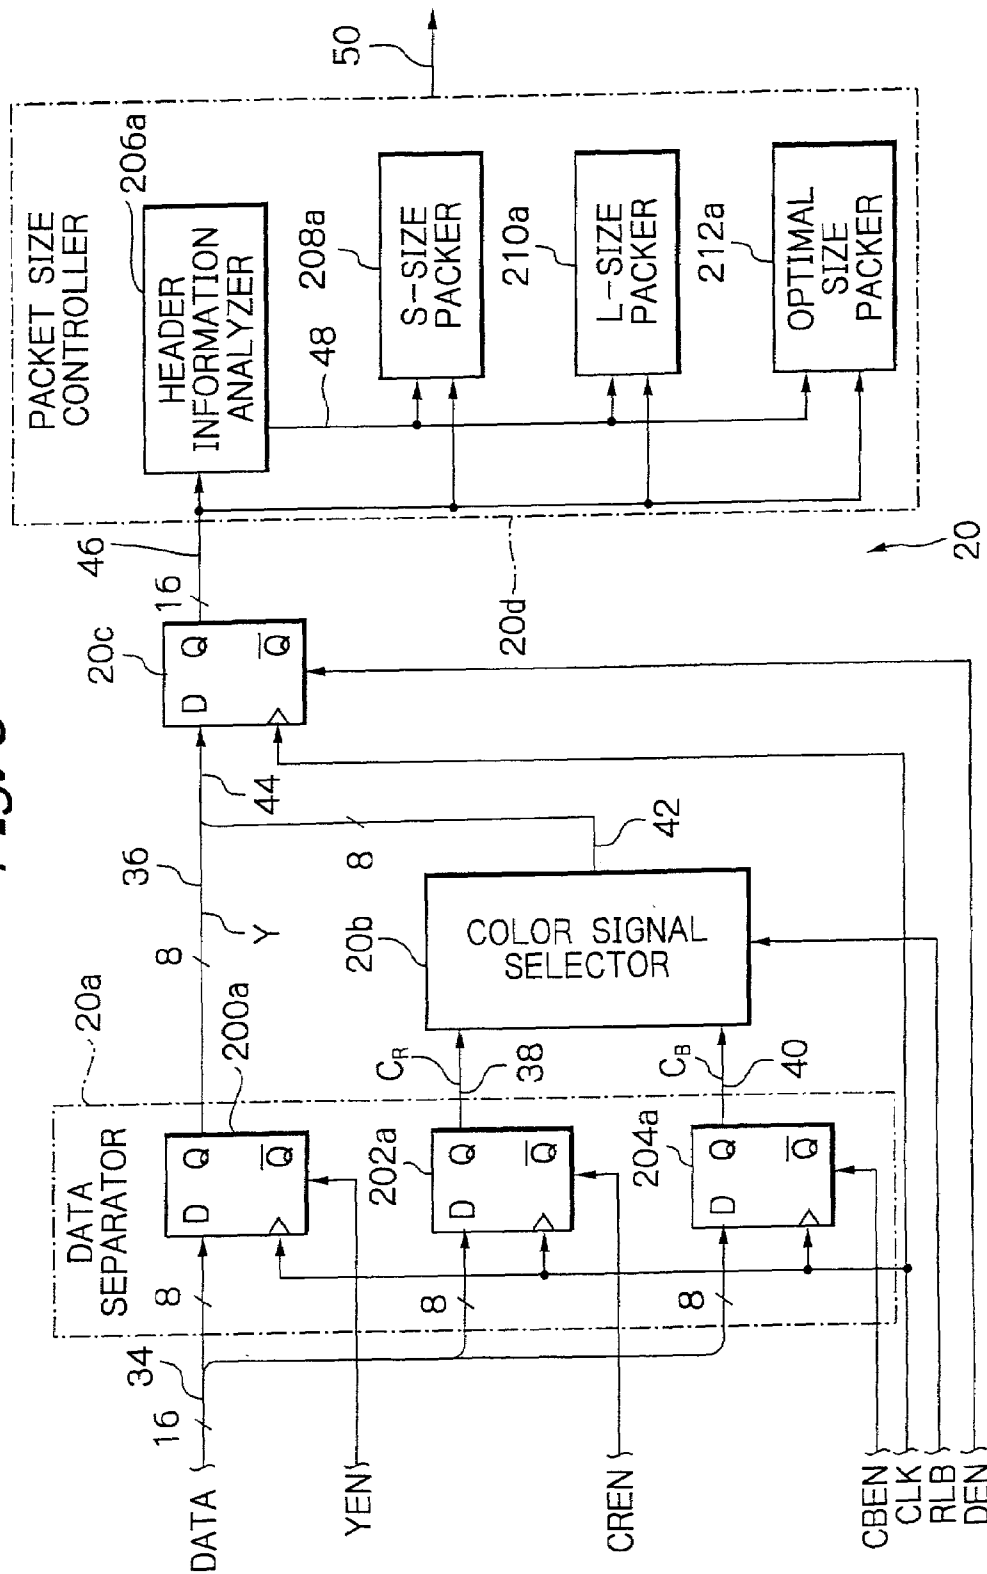 DATA
16
34
DATA
SEPARATOR
20a
8
D Q
Q
200a
YEN
8
202a
D Q
Q
CREN
8
204a
D Q
Q
CBEN
CLK
RLB
DEN
8
Y
36
CR
38
CB
40
20b
COLOR SIGNAL
SELECTOR
42
8
44
20c
D Q
Q
16
46
20d
20
PACKET SIZE
CONTROLLER
206a
HEADER
INFORMATION
ANALYZER
48
208a
S-SIZE
PACKER
210a
L-SIZE
PACKER
212a
OPTIMAL
SIZE
PACKER
50